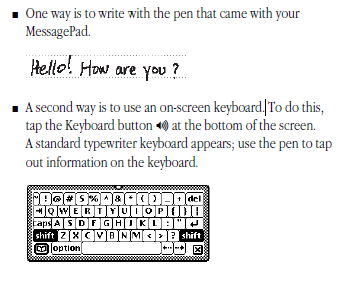 ■ One way is to write with the pen that came with your
MessagePad.
Hello! How are you ?
■ A second way is to use an on-screen keyboard. To do this,
tap the Keyboard button at the bottom of the screen.
A standard typewriter keyboard appears; use the pen to tap
out information on the keyboard.
~ ! @ # $ % ^ & * ( ) _ + del
Q W E R T Y U I O P { } |
caps A S D F G H J K L : "
shift Z X C V B N M < > ? shift
option